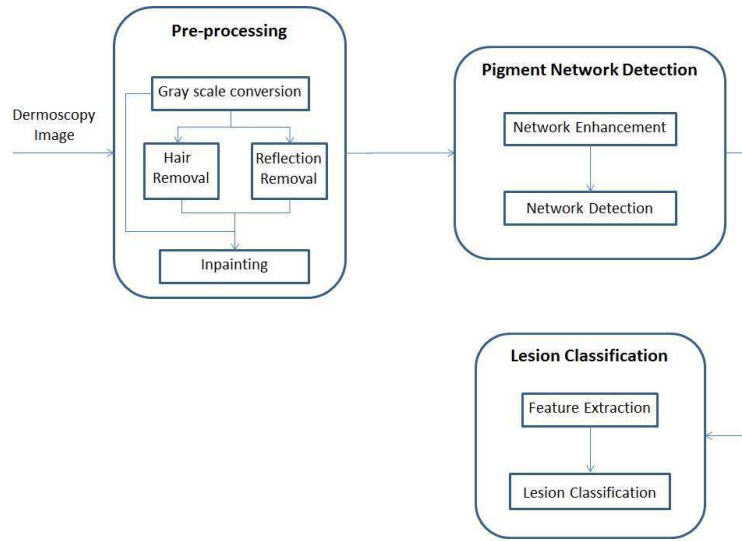 Dermoscopy
Image
Pre-processing
Gray scale conversion
Hair
Removal
Reflection
Removal
Inpainting
Pigment Network Detection
Network Enhancement
Network Detection
Lesion Classification
Feature Extraction
Lesion Classification